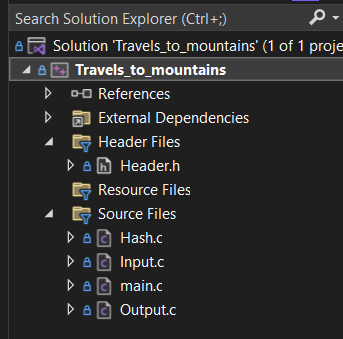 Search Solution Explorer (Ctrl+;)
Solution 'Travels_to_mountains' (1 of 1 proje
Travels_to_mountains
References
External Dependencies
Header Files
Header.h
Resource Files
Source Files
Hash.c
Input.c
main.c
Output.c